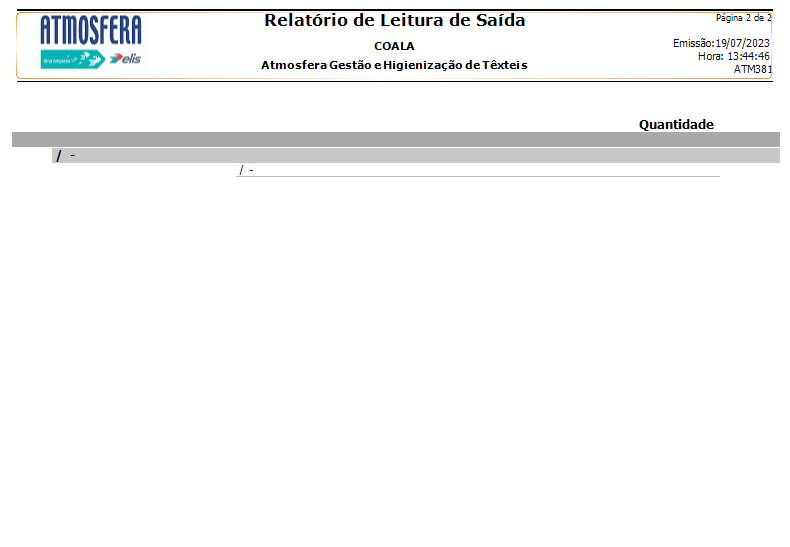 ATMOSFERA
Uma empresa
elis
Relatório de Leitura de Saída
COALA
Atmosfera Gestão e Higienização de Têxteis
Página 2 de 2
Emissão:19/07/2023
Hora: 13:44:46
ATM381
Quantidade
/ -
/ -